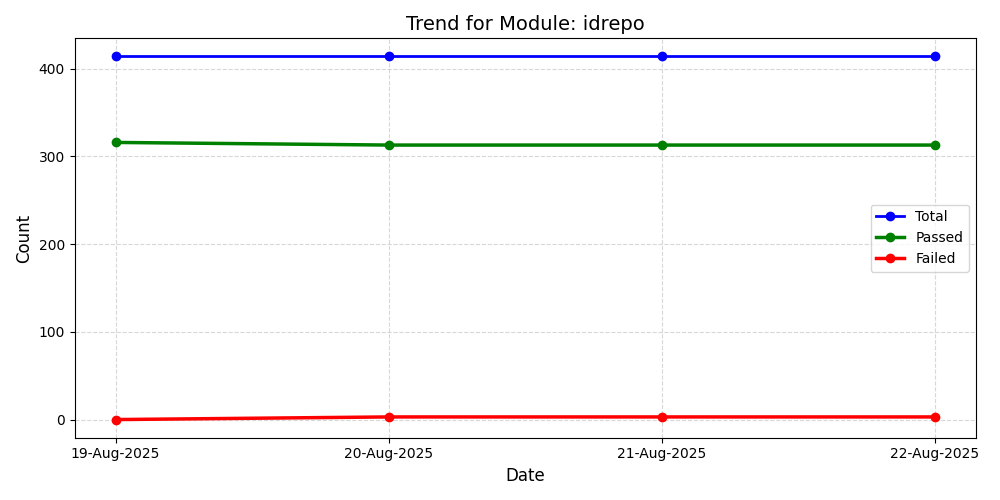 Trend for Module: idrepo
Count
400
300
200
100
0
Total
Passed
Failed
19-Aug-2025
20-Aug-2025
21-Aug-2025
22-Aug-2025
Date